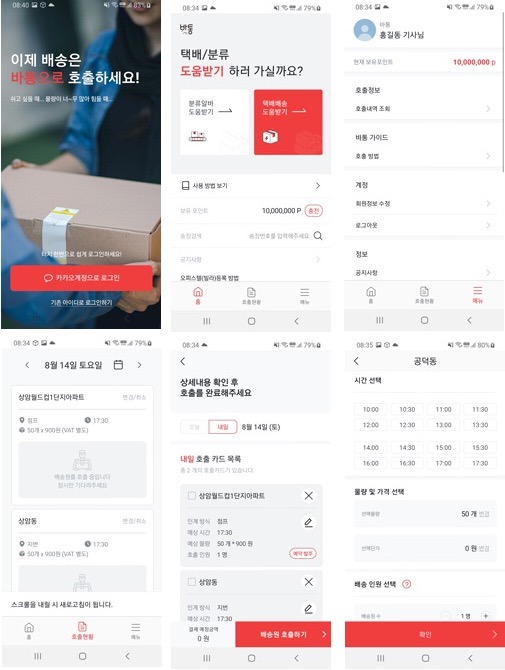 08:40
83%
이제 배송은
바통으로 호출하세요!
쉬고 싶을 때... 물량이 너~무 많아 힘들 때...
터치 한번으로 쉽게 로그인하세요!
카카오계정으로 로그인
기존 아이디로 로그인하기
08:34
79%
바통
택배/분류
도움받기 하러 가실까요?
분류알바
도움받기
택배배송
도움받기
사용 방법 보기
보유 포인트
10,000,000 P
충전
송장검색
송장번호를 입력해주세요
공지사항
오피스텔(빌라)등록 방법
홈
호출현황
메뉴
08:34
79%
바통
홍길동 기사님
현재 보유포인트
10,000,000 p
호출정보
호출내역 조회
바통 가이드
호출 방법
계정
회원정보 수정
로그아웃
정보
공지사항
홈
호출현황
메뉴
08:34
79%
8월 14일 토요일
상암월드컵1단지아파트
변경/취소
점프
17:30
50개 x 900원 (VAT 별도)
배송원을 호출 중입니다
잠시만 기다려주세요
상암동
변경/취소
지번
17:30
50개 x 900원 (VAT 별도)
스크롤을 내릴 시 새로고침이 됩니다.
홈
호출현황
메뉴
08:34
79%
상세내용 확인 후
호출을 완료해주세요
오늘
내일
8월 14일 (토)
내일 호출 카드 목록
총 2 개의 호출카드가 있습니다.
상암월드컵1단지아파트
인계 방식
점프
예상 시간
17:30
예상 물량
50 개 * 900 원
호출 인원
1 명
예약 발주
상암동
인계 방식
지번
예상 시간
17:30
결제 예정금액
0 원
배송원 호출하기
08:35
80%
공덕동
시간 선택
10:00
10:30
11:00
11:30
12:00
12:30
13:00
13:30
14:00
14:30
15:00
15:30
16:00
16:30
17:00
17:30
물량 및 가격 선택
선택물량
50 개 변경
선택단가
0 원 변경
배송 인원 선택
?
배송원 수
1 명
+
확인